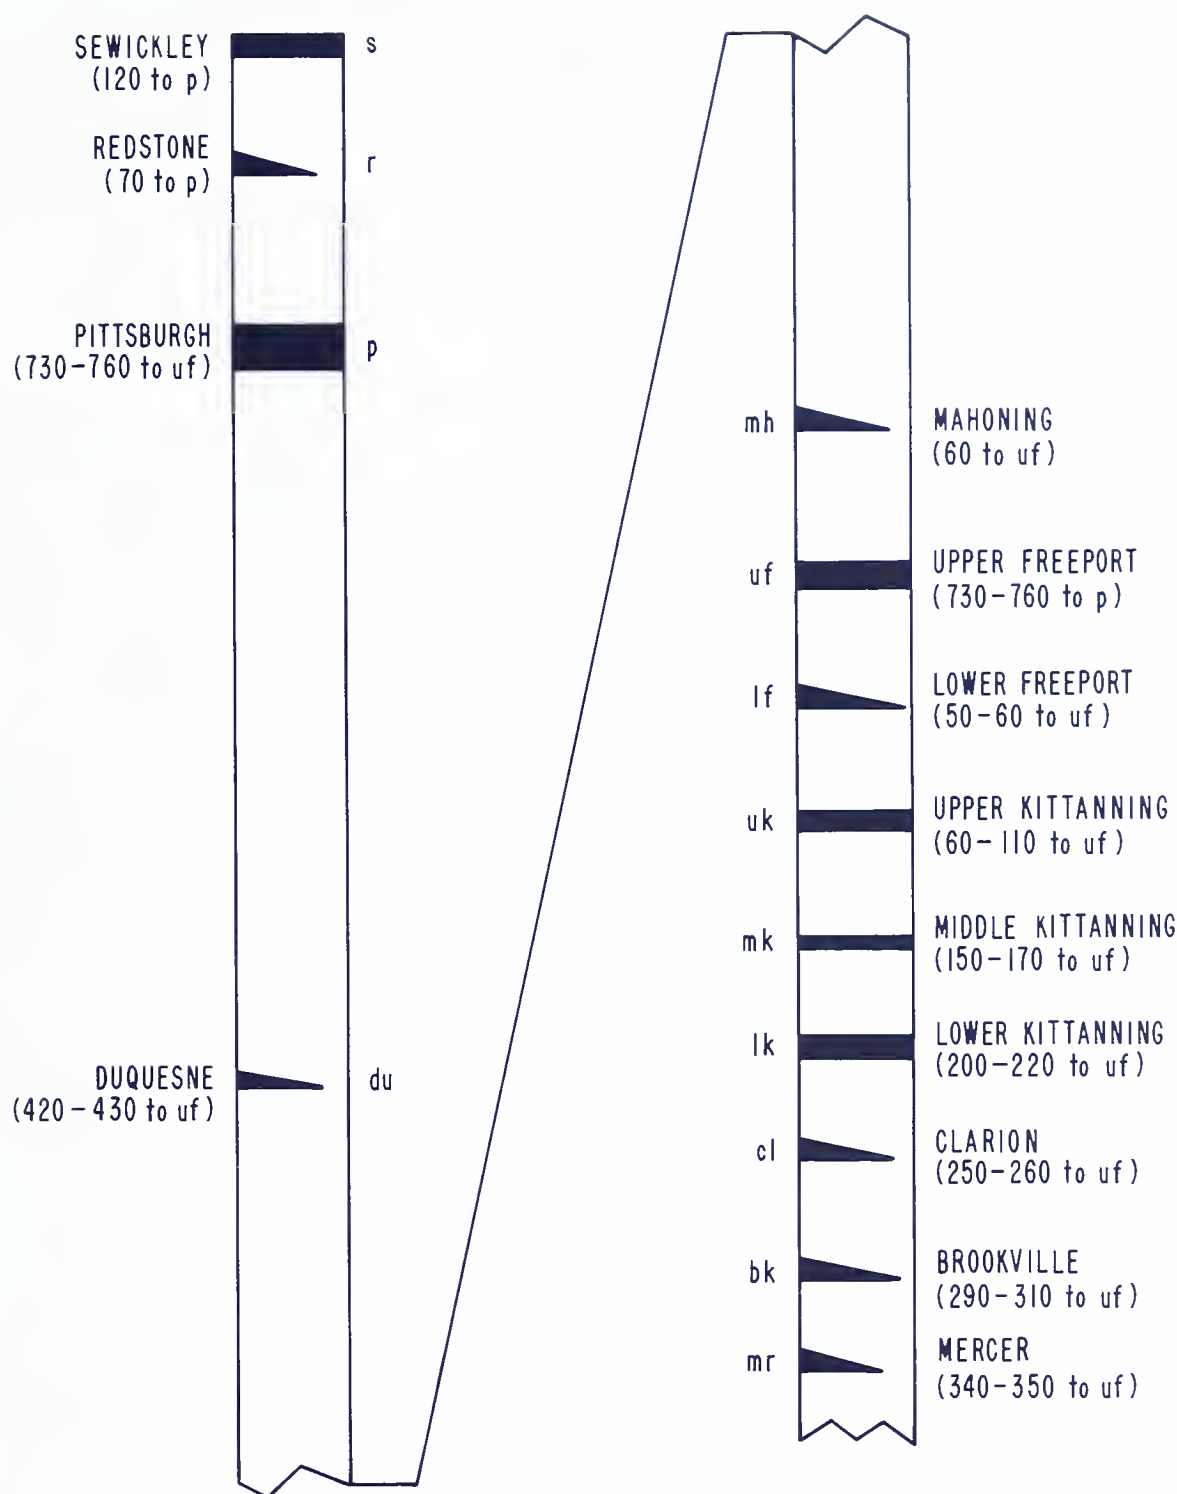 SEWICKLEY
(120 to p)
s
REDSTONE
(70 to p)
r
PITTSBURGH
(730-760 to uf)
p
DUQUESNE
(420-430 to uf)
du
mh
MAHONING
(60 to uf)
uf
UPPER FREEPORT
(730-760 to p)
lf
LOWER FREEPORT
(50-60 to uf)
uk
UPPER KITTANNING
(60-110 to uf)
mk
MIDDLE KITTANNING
(150-170 to uf)
lk
LOWER KITTANNING
(200-220 to uf)
cl
CLARION
(250-260 to uf)
bk
BROOKVILLE
(290-310 to uf)
mr
MERCER
(340-350 to uf)